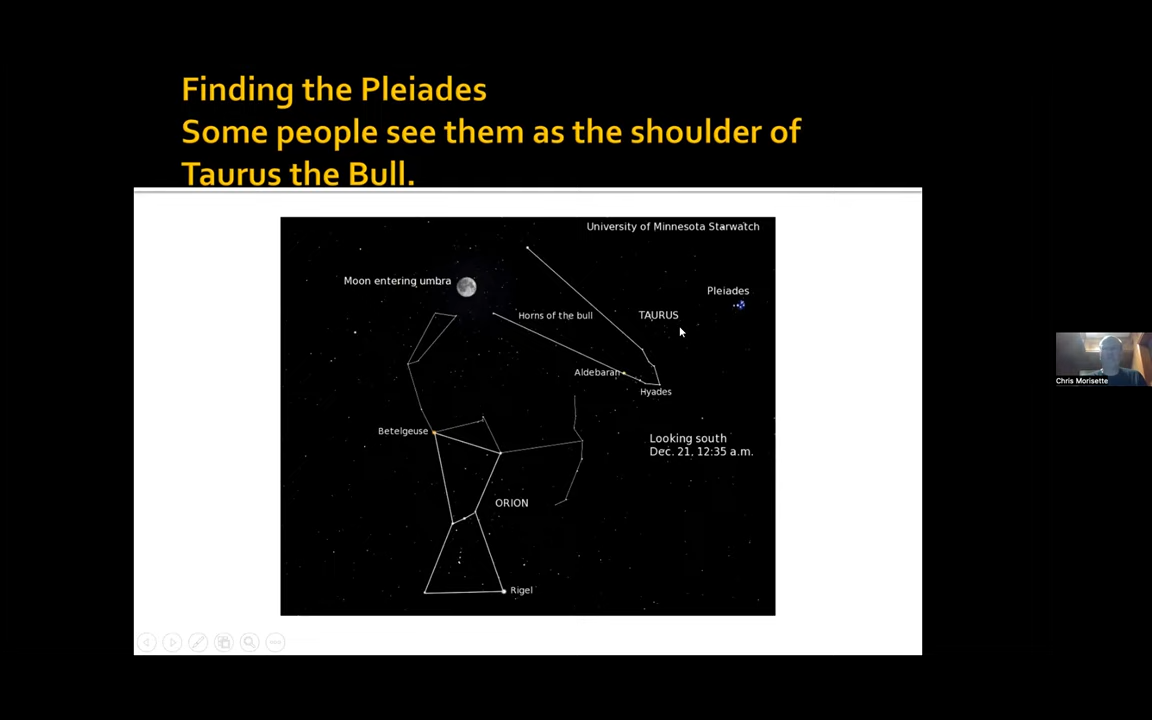 Finding the Pleiades
Some people see them as the shoulder of
Taurus the Bull.
University of Minnesota Starwatch
Moon entering umbra
Pleiades
Horns of the bull
TAURUS
Aldebaran
Hyades
Betelgeuse
Looking south
Dec. 21, 12:35 a.m.
ORION
Rigel
Chris Morisette